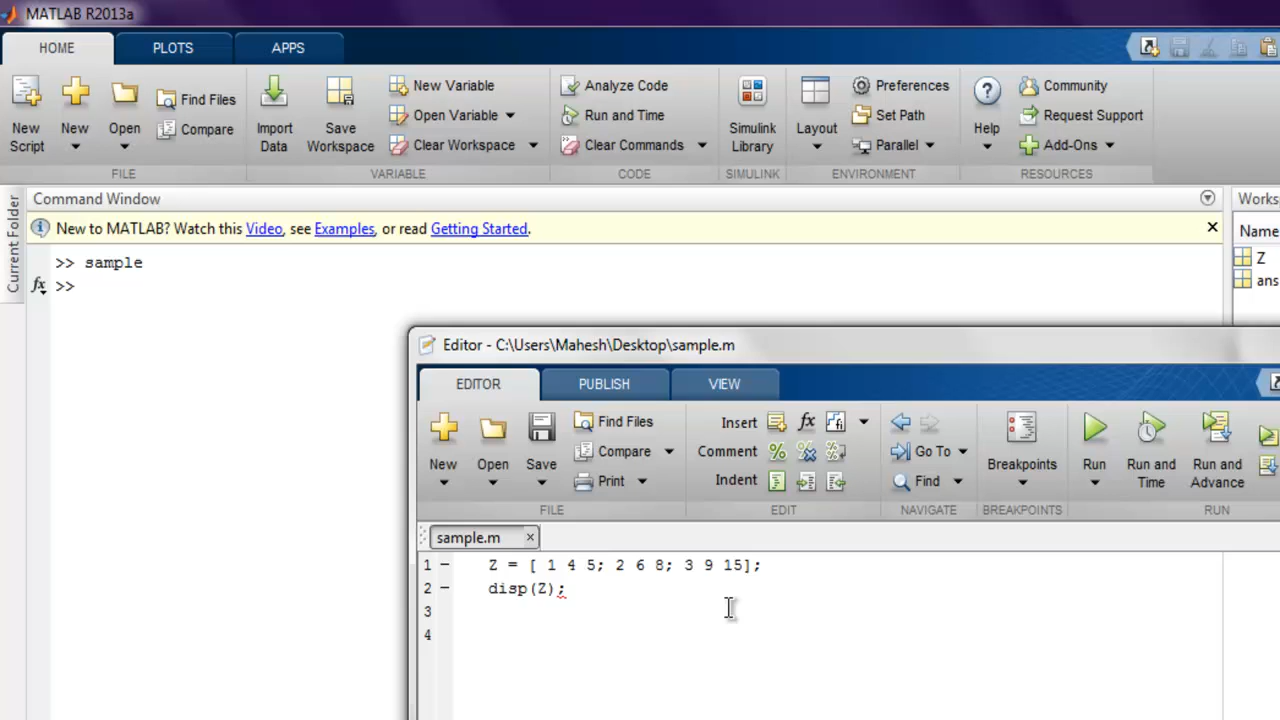 MATLAB R2013a
HOME PLOTS APPS
New Script
New
Open
Find Files
Compare
Import Data
Save Workspace
New Variable
Open Variable
Clear Workspace
Analyze Code
Run and Time
Clear Commands
Simulink Library
Layout
Preferences
Set Path
Parallel
Help
Community
Request Support
Add-Ons
FILE VARIABLE CODE SIMULINK ENVIRONMENT RESOURCES
Current Folder
Command Window
New to MATLAB? Watch this Video, see Examples, or read Getting Started.
>> sample
fx >>
Works
Name
Z
ans
Editor - C:\Users\Mahesh\Desktop\sample.m
EDITOR PUBLISH VIEW
New
Open
Save
Find Files
Compare
Print
Insert fx
Comment
Indent
Go To
Find
Breakpoints
Run
Run and Time
Run and Advance
FILE EDIT NAVIGATE BREAKPOINTS RUN
sample.m
1 Z = [ 1 4 5; 2 6 8; 3 9 15];
2 disp(Z);
3
4